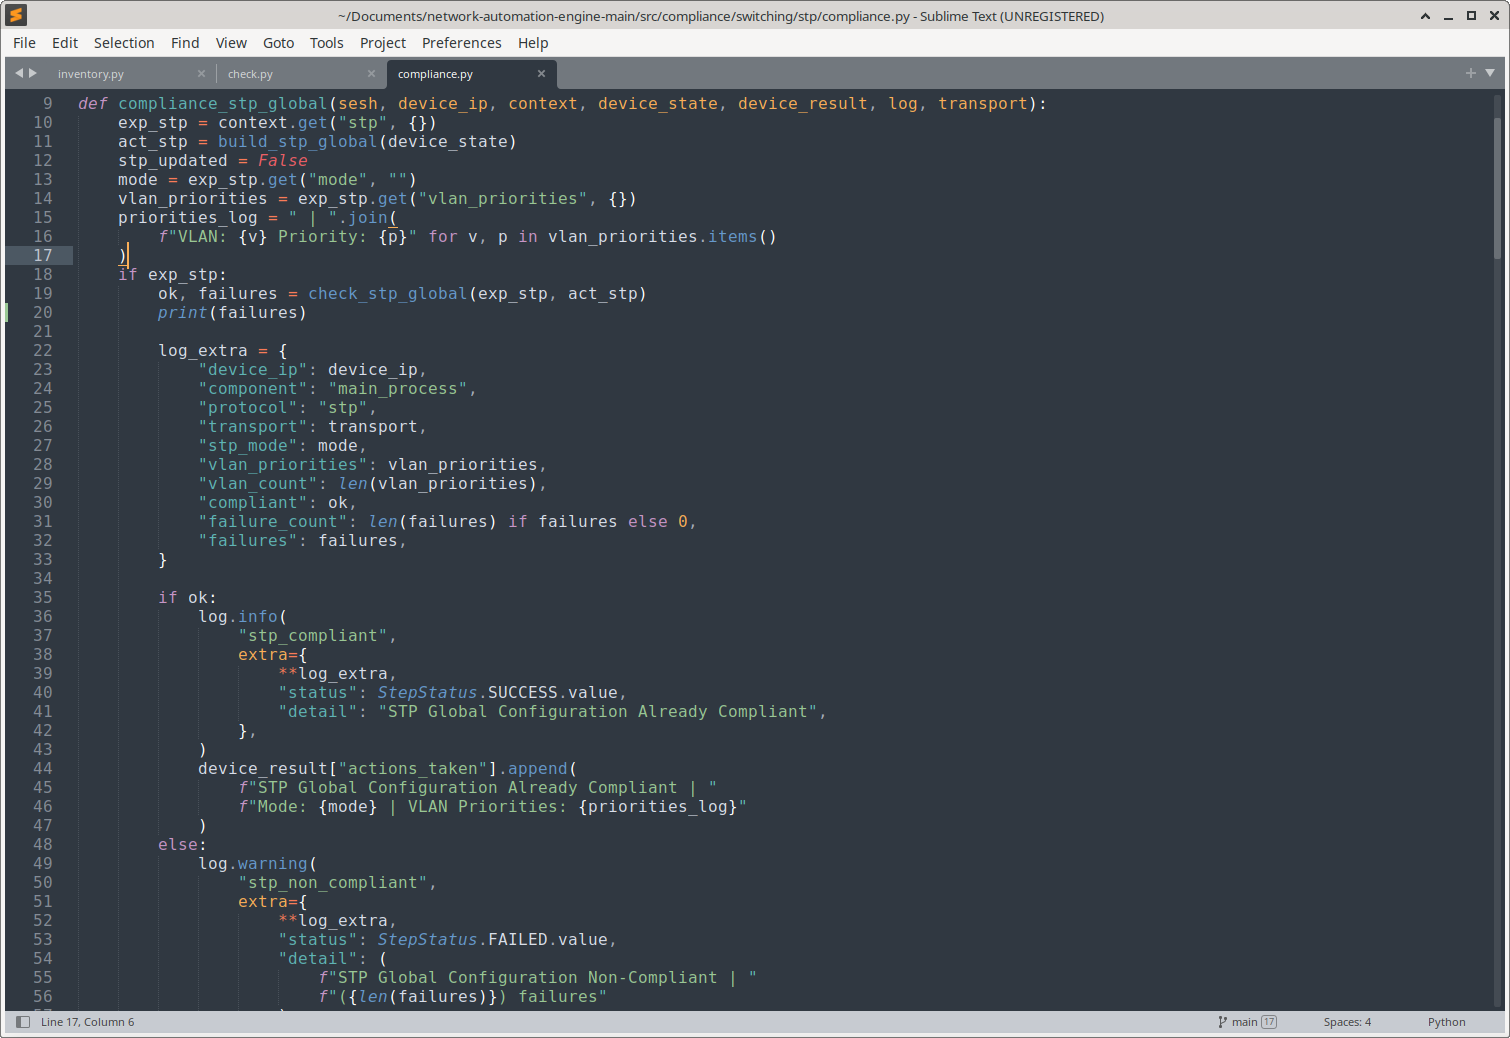 ~/Documents/network-automation-engine-main/src/compliance/switching/stp/compliance.py - Sublime Text (UNREGISTERED)
File Edit Selection Find View Goto Tools Project Preferences Help
inventory.py × check.py × compliance.py ×
9 def compliance_stp_global(sesh, device_ip, context, device_state, device_result, log, transport):
10     exp_stp = context.get("stp", {})
11     act_stp = build_stp_global(device_state)
12     stp_updated = False
13     mode = exp_stp.get("mode", "")
14     vlan_priorities = exp_stp.get("vlan_priorities", {})
15     priorities_log = " | ".join(
16         f"VLAN: {v} Priority: {p}" for v, p in vlan_priorities.items()
17     )
18     if exp_stp:
19         ok, failures = check_stp_global(exp_stp, act_stp)
20         print(failures)
21
22         log_extra = {
23             "device_ip": device_ip,
24             "component": "main_process",
25             "protocol": "stp",
26             "transport": transport,
27             "stp_mode": mode,
28             "vlan_priorities": vlan_priorities,
29             "vlan_count": len(vlan_priorities),
30             "compliant": ok,
31             "failure_count": len(failures) if failures else 0,
32             "failures": failures,
33         }
34
35         if ok:
36             log.info(
37                 "stp_compliant",
38                 extra={
39                     **log_extra,
40                     "status": StepStatus.SUCCESS.value,
41                     "detail": "STP Global Configuration Already Compliant",
42                 },
43             )
44             device_result["actions_taken"].append(
45                 f"STP Global Configuration Already Compliant | "
46                 f"Mode: {mode} | VLAN Priorities: {priorities_log}"
47             )
48         else:
49             log.warning(
50                 "stp_non_compliant",
51                 extra={
52                     **log_extra,
53                     "status": StepStatus.FAILED.value,
54                     "detail": (
55                         f"STP Global Configuration Non-Compliant | "
56                         f"({len(failures)}) failures"
Line 17, Column 6 main 17 Spaces: 4 Python